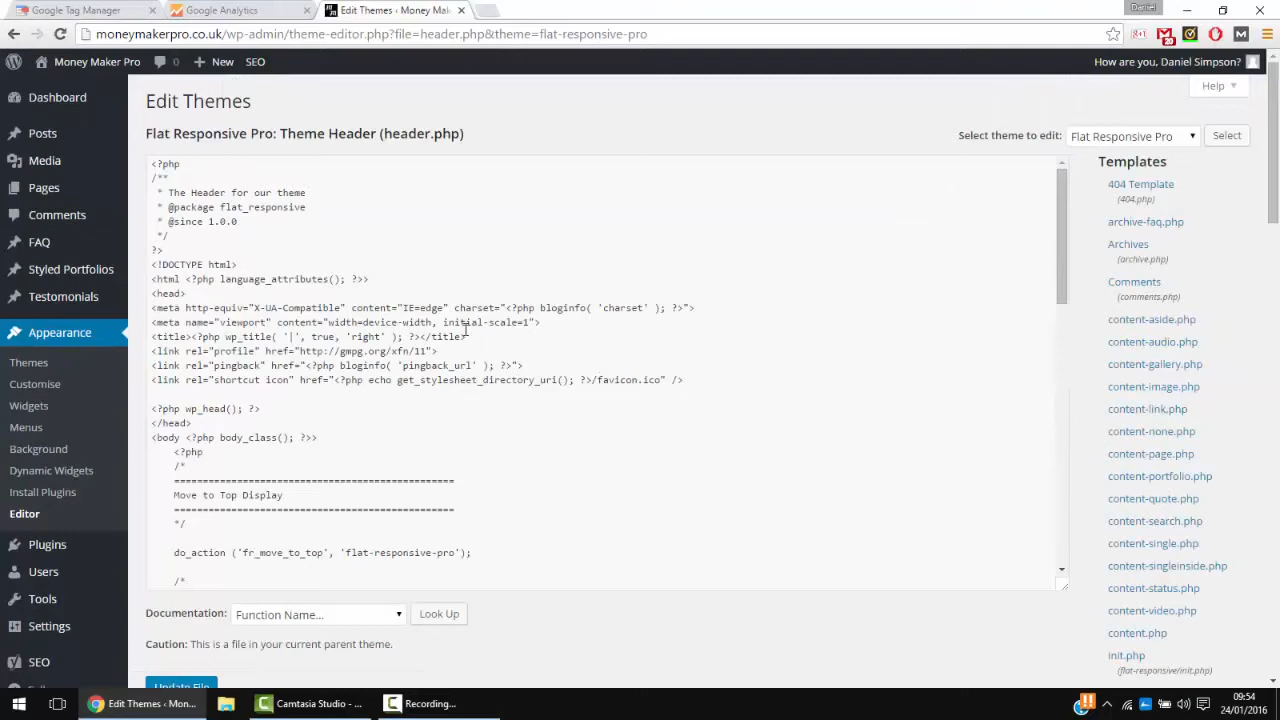 Google Tag Manager
Google Analytics
Edit Themes ‹ Money Make
Daniel
moneymakerpro.co.uk/wp-admin/theme-editor.php?file=header.php&theme=flat-responsive-pro
20
Money Maker Pro
0
New
SEO
How are you, Daniel Simpson?
Help
Dashboard
Posts
Media
Pages
Comments
FAQ
Styled Portfolios
Testimonials
Appearance
Themes
Customise
Widgets
Menus
Background
Dynamic Widgets
Install Plugins
Editor
Plugins
Users
Tools
Settings
SEO
Edit Themes
Flat Responsive Pro: Theme Header (header.php)
Select theme to edit: Flat Responsive Pro Select
<?php
/**
* The Header for our theme
* @package flat_responsive
* @since 1.0.0
*/
?>
<!DOCTYPE html>
<html <?php language_attributes(); ?>>
<head>
<meta http-equiv="X-UA-Compatible" content="IE=edge" charset="<?php bloginfo( 'charset' ); ?>">
<meta name="viewport" content="width=device-width, initial-scale=1">
<title><?php wp_title( '|', true, 'right' ); ?></title>
<link rel="profile" href="http://gmpg.org/xfn/11">
<link rel="pingback" href="<?php bloginfo( 'pingback_url' ); ?>">
<link rel="shortcut icon" href="<?php echo get_stylesheet_directory_uri(); ?>/favicon.ico" />
<?php wp_head(); ?>
</head>
<body <?php body_class(); ?>>
<?php
/*
=================================================
Move to Top Display
=================================================
*/
do_action ('fr_move_to_top', 'flat-responsive-pro');
/*
Documentation: Function Name... Look Up
Caution: This is a file in your current parent theme.
Update File
Templates
404 Template
(404.php)
archive-faq.php
Archives
(archive.php)
Comments
(comments.php)
content-aside.php
content-audio.php
content-gallery.php
content-image.php
content-link.php
content-none.php
content-page.php
content-portfolio.php
content-quote.php
content-search.php
content-single.php
content-singleinside.php
content-status.php
content-video.php
content.php
init.php
(flat-responsive/init.php)
Edit Themes ‹ Mon...
Camtasia Studio - ...
Recording...
09:54
24/01/2016